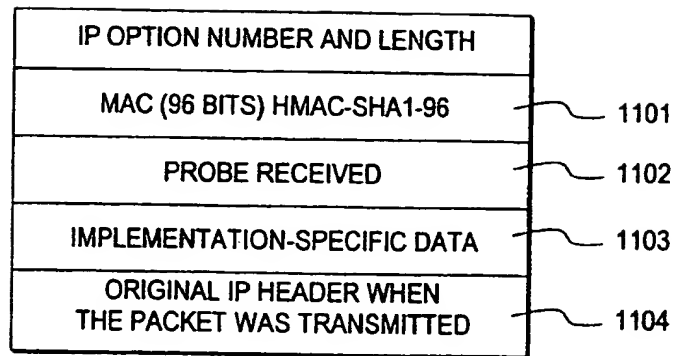 IP OPTION NUMBER AND LENGTH
MAC (96 BITS) HMAC-SHA1-96
1101
PROBE RECEIVED
1102
IMPLEMENTATION-SPECIFIC DATA
1103
ORIGINAL IP HEADER WHEN
THE PACKET WAS TRANSMITTED
1104